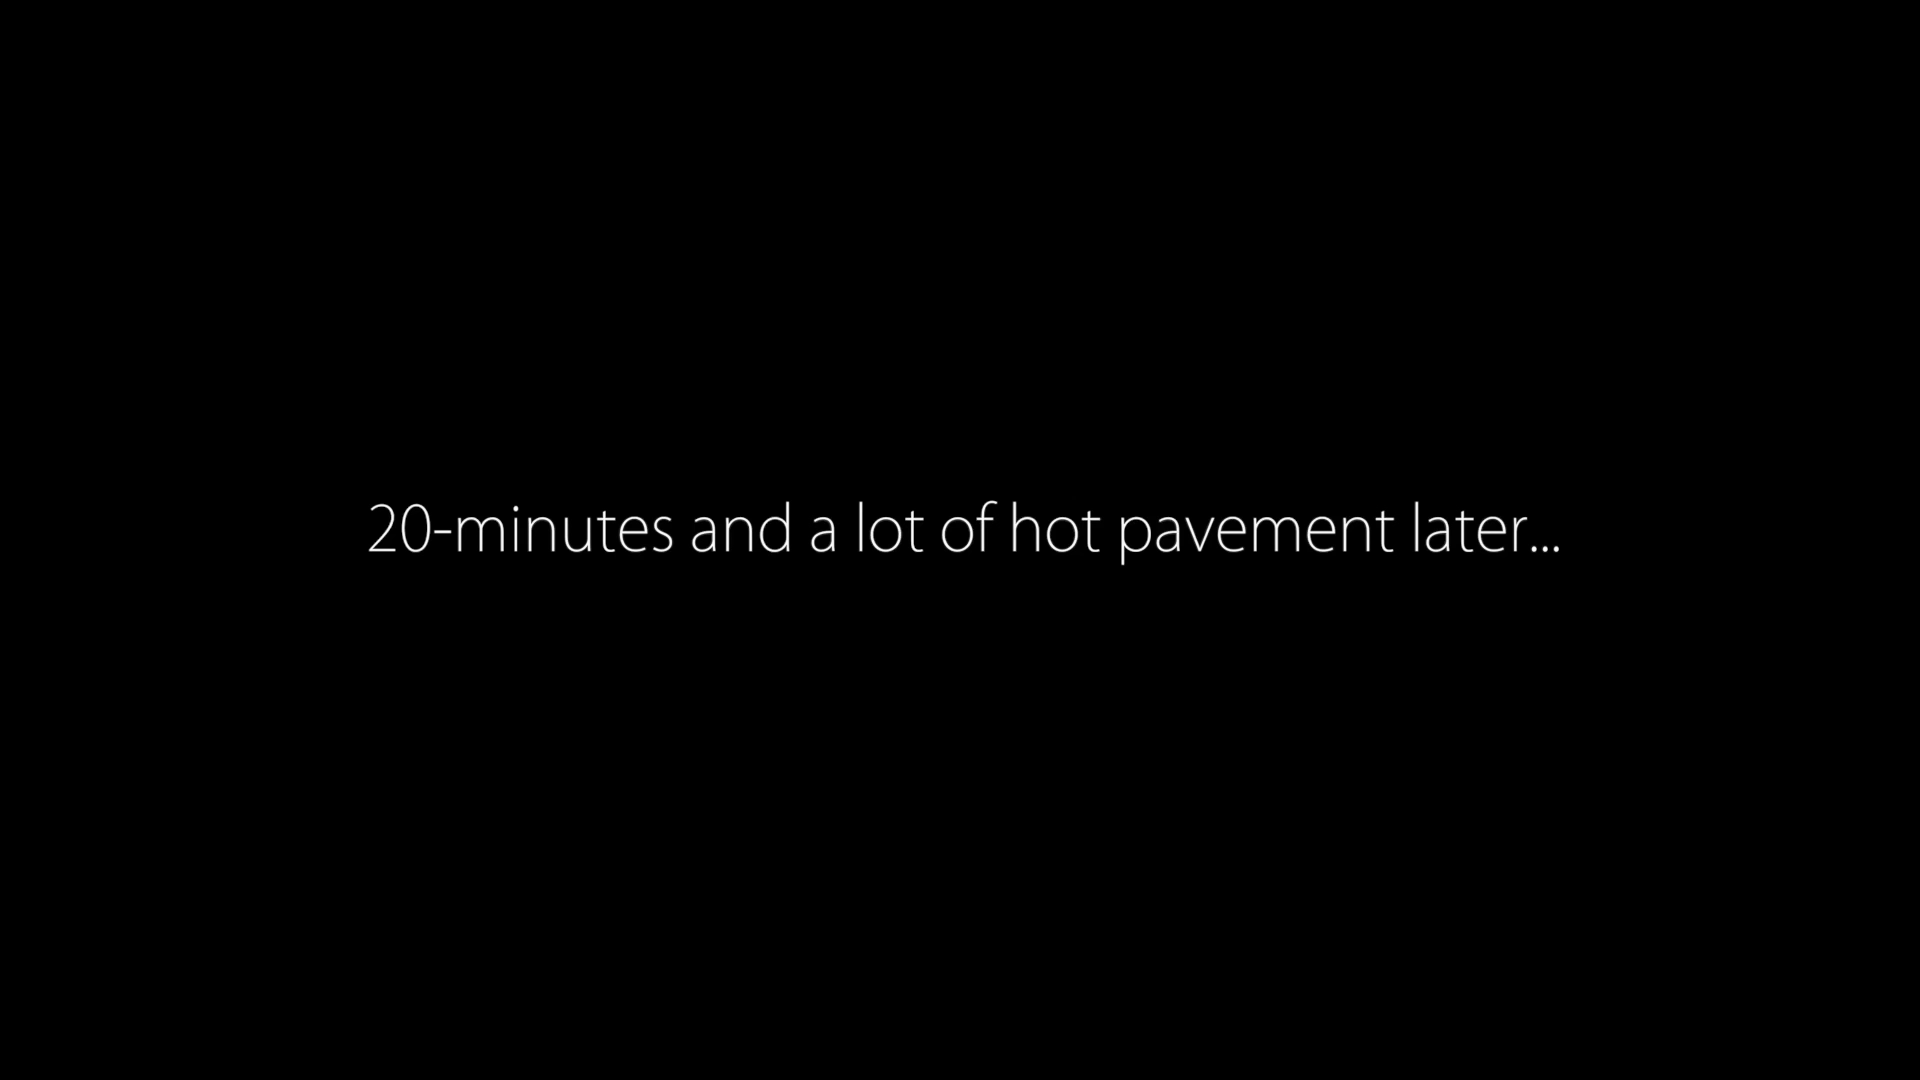 20-minutes and a lot of hot pavement later...